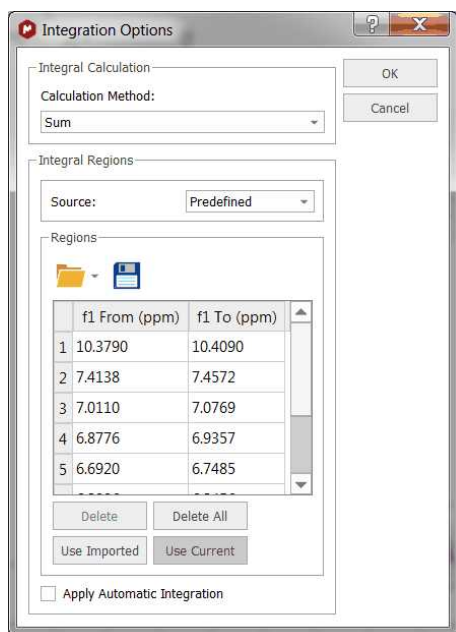 Integration Options
Integral Calculation
OK
Calculation Method:
Cancel
Sum
Integral Regions
Source: Predefined
Regions
f1 From (ppm) f1 To (ppm)
1 10.3790 10.4090
2 7.4138 7.4572
3 7.0110 7.0769
4 6.8776 6.9357
5 6.6920 6.7485
Delete Delete All
Use Imported Use Current
Apply Automatic Integration